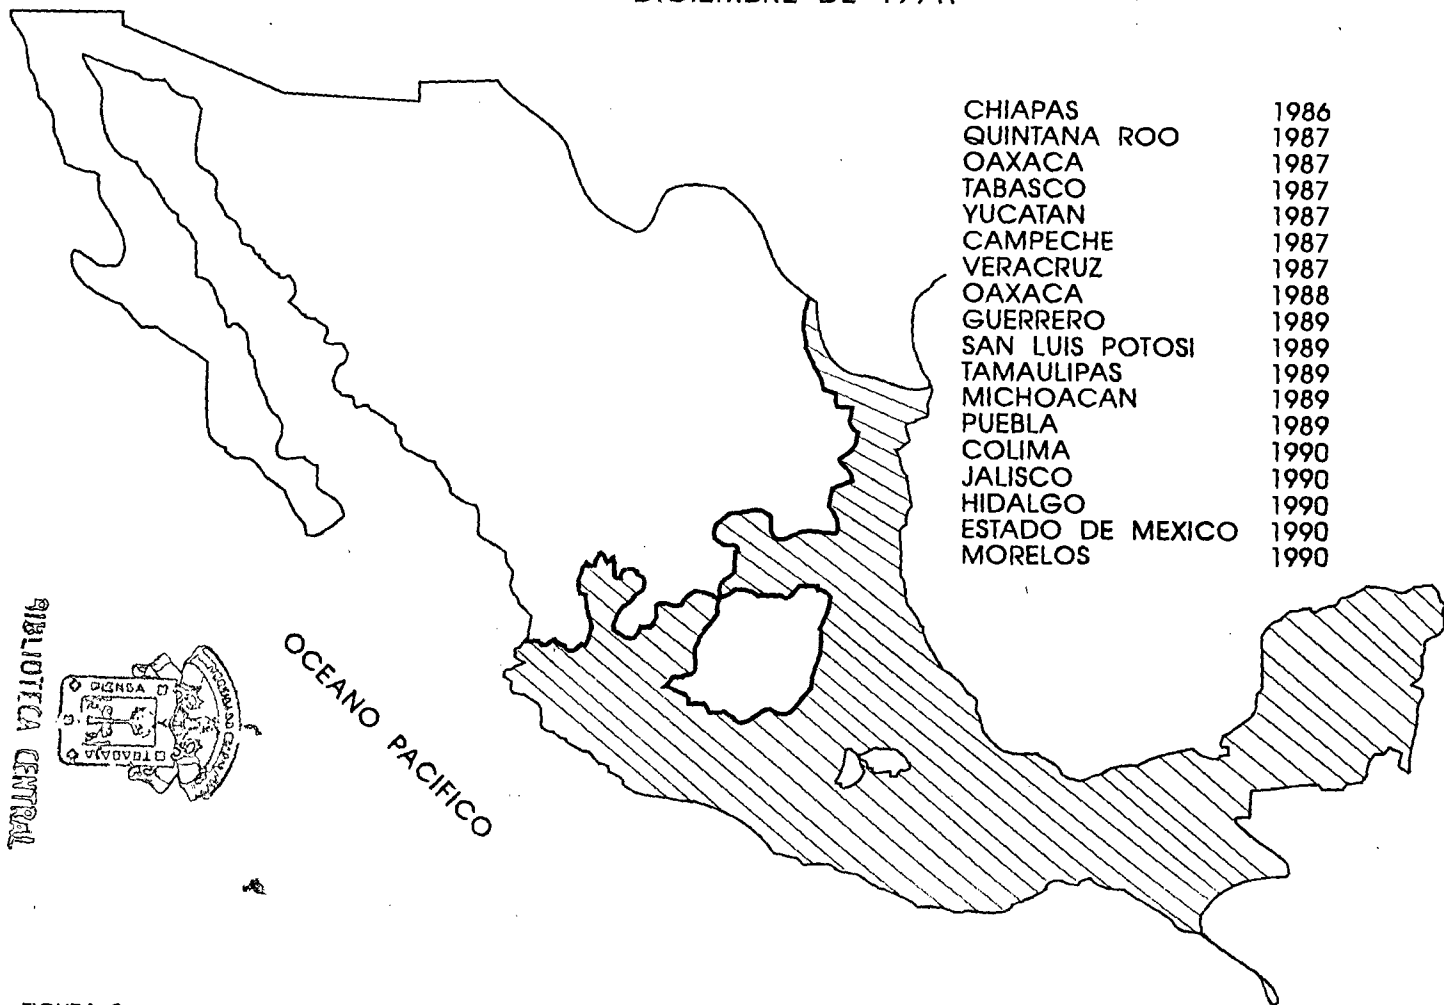 CHIAPAS 1986
QUINTANA ROO 1987
OAXACA 1987
TABASCO 1987
YUCATAN 1987
CAMPECHE 1987
VERACRUZ 1987
OAXACA 1988
GUERRERO 1989
SAN LUIS POTOSI 1989
TAMAULIPAS 1989
MICHOACAN 1989
PUEBLA 1989
COLIMA 1990
JALISCO 1990
HIDALGO 1990
ESTADO DE MEXICO 1990
MORELOS 1990
OCEANO PACIFICO
BIBLIOTECA CENTRAL